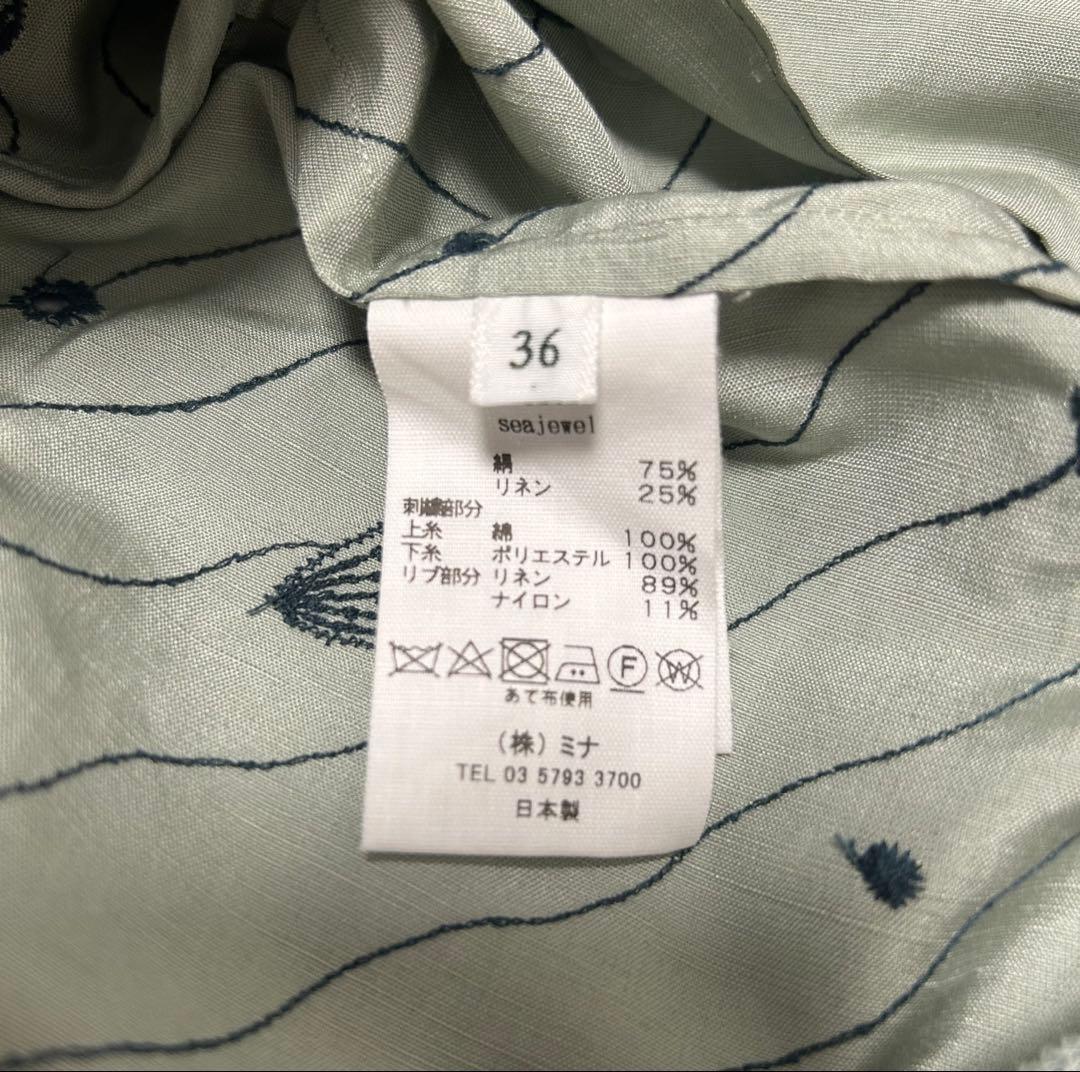 36
seajewel
絹 75%
リネン 25%
刺繍部分
上糸 綿 100%
下糸 ポリエステル 100%
リブ部分 リネン 89%
ナイロン 11%
F W
あて布使用
（株）ミナ
TEL 03 5793 3700
日本製